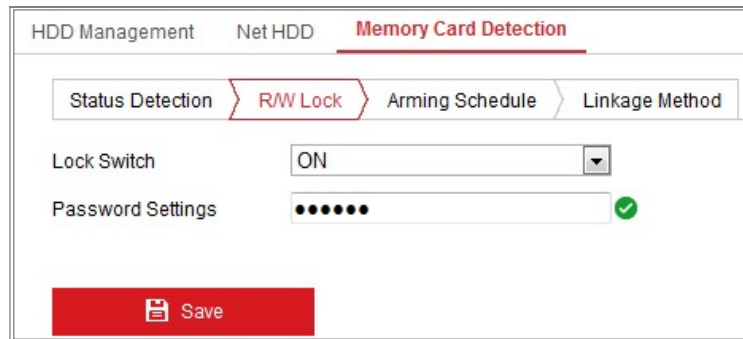 HDD Management Net HDD Memory Card Detection
Status Detection R/W Lock Arming Schedule Linkage Method
Lock Switch ON
Password Settings ●●●●●●
Save